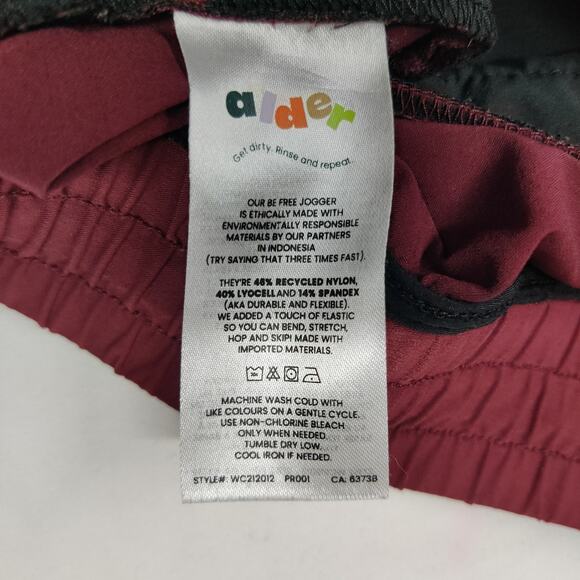 alder
Get dirty. Rinse and repeat.
OUR BE FREE JOGGER
IS ETHICALLY MADE WITH
ENVIRONMENTALLY RESPONSIBLE
MATERIALS BY OUR PARTNERS
IN INDONESIA
(TRY SAYING THAT THREE TIMES FAST).
THEY'RE 46% RECYCLED NYLON,
40% LYOCELL AND 14% SPANDEX
(AKA DURABLE AND FLEXIBLE).
WE ADDED A TOUCH OF ELASTIC
SO YOU CAN BEND, STRETCH,
HOP AND SKIP! MADE WITH
IMPORTED MATERIALS.
MACHINE WASH COLD WITH
LIKE COLOURS ON A GENTLE CYCLE.
USE NON-CHLORINE BLEACH
ONLY WHEN NEEDED.
TUMBLE DRY LOW.
COOL IRON IF NEEDED.
STYLE#: WC212012 PR001 CA: 63738